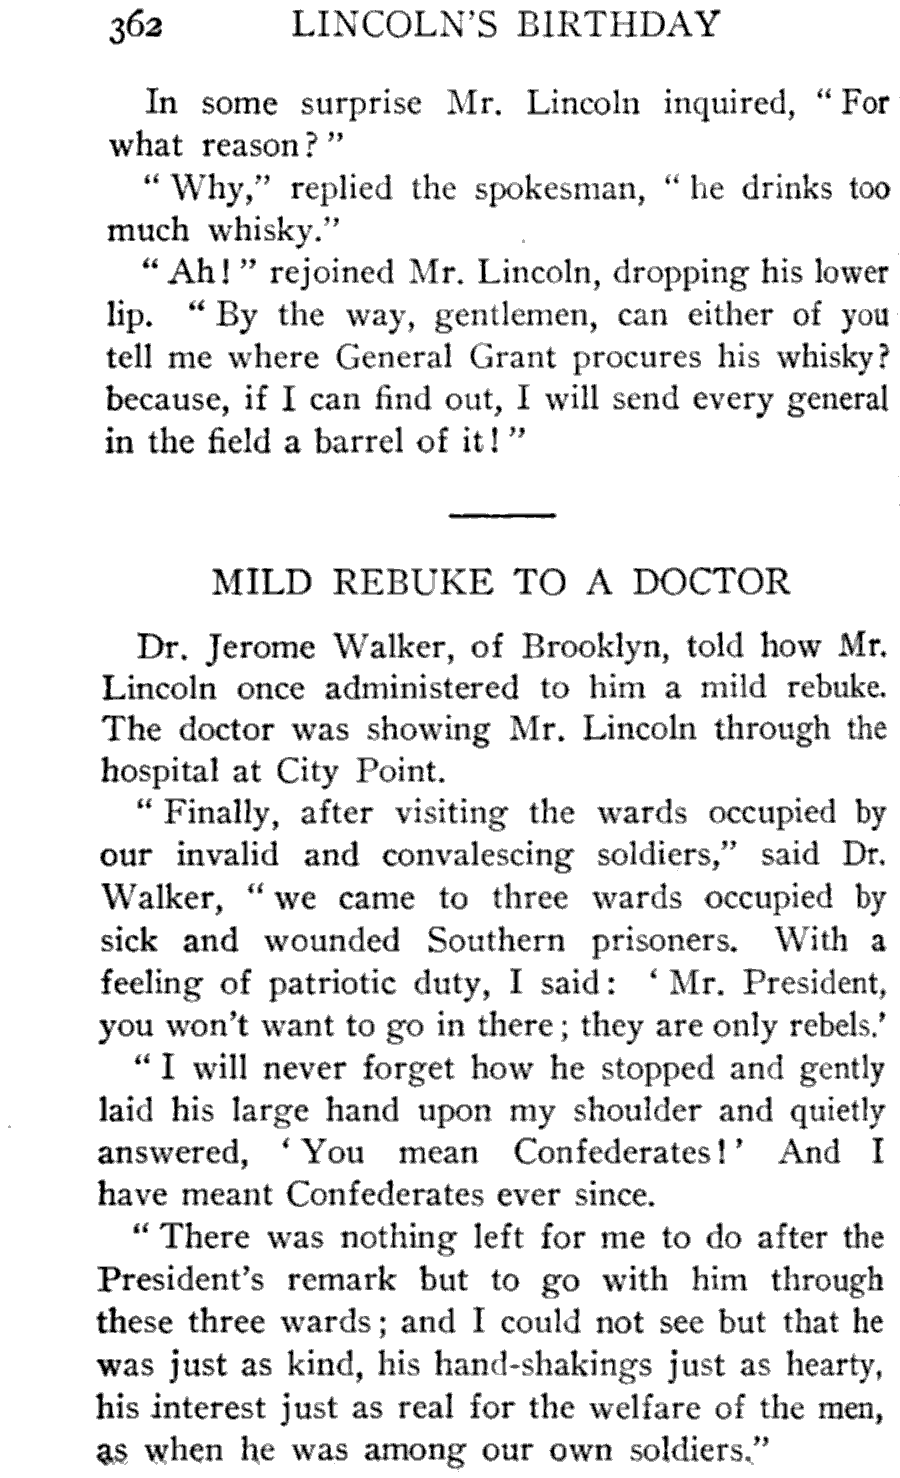 362 LINCOLN'S BIRTHDAY
In some surprise Mr. Lincoln inquired, “ For
what reason? ”
“ Why,” replied the spokesman, “ he drinks too
much whisky.”
“ Ah! ” rejoined Mr. Lincoln, dropping his lower
lip. “ By the way, gentlemen, can either of you
tell me where General Grant procures his whisky?
because, if I can find out, I will send every general
in the field a barrel of it! ”
MILD REBUKE TO A DOCTOR
Dr. Jerome Walker, of Brooklyn, told how Mr.
Lincoln once administered to him a mild rebuke.
The doctor was showing Mr. Lincoln through the
hospital at City Point.
“ Finally, after visiting the wards occupied by
our invalid and convalescing soldiers,” said Dr.
Walker, “ we came to three wards occupied by
sick and wounded Southern prisoners. With a
feeling of patriotic duty, I said: ‘ Mr. President,
you won't want to go in there; they are only rebels.’
“ I will never forget how he stopped and gently
laid his large hand upon my shoulder and quietly
answered, ‘ You mean Confederates! ’ And I
have meant Confederates ever since.
“ There was nothing left for me to do after the
President's remark but to go with him through
these three wards; and I could not see but that he
was just as kind, his hand-shakings just as hearty,
his interest just as real for the welfare of the men,
as when he was among our own soldiers.”